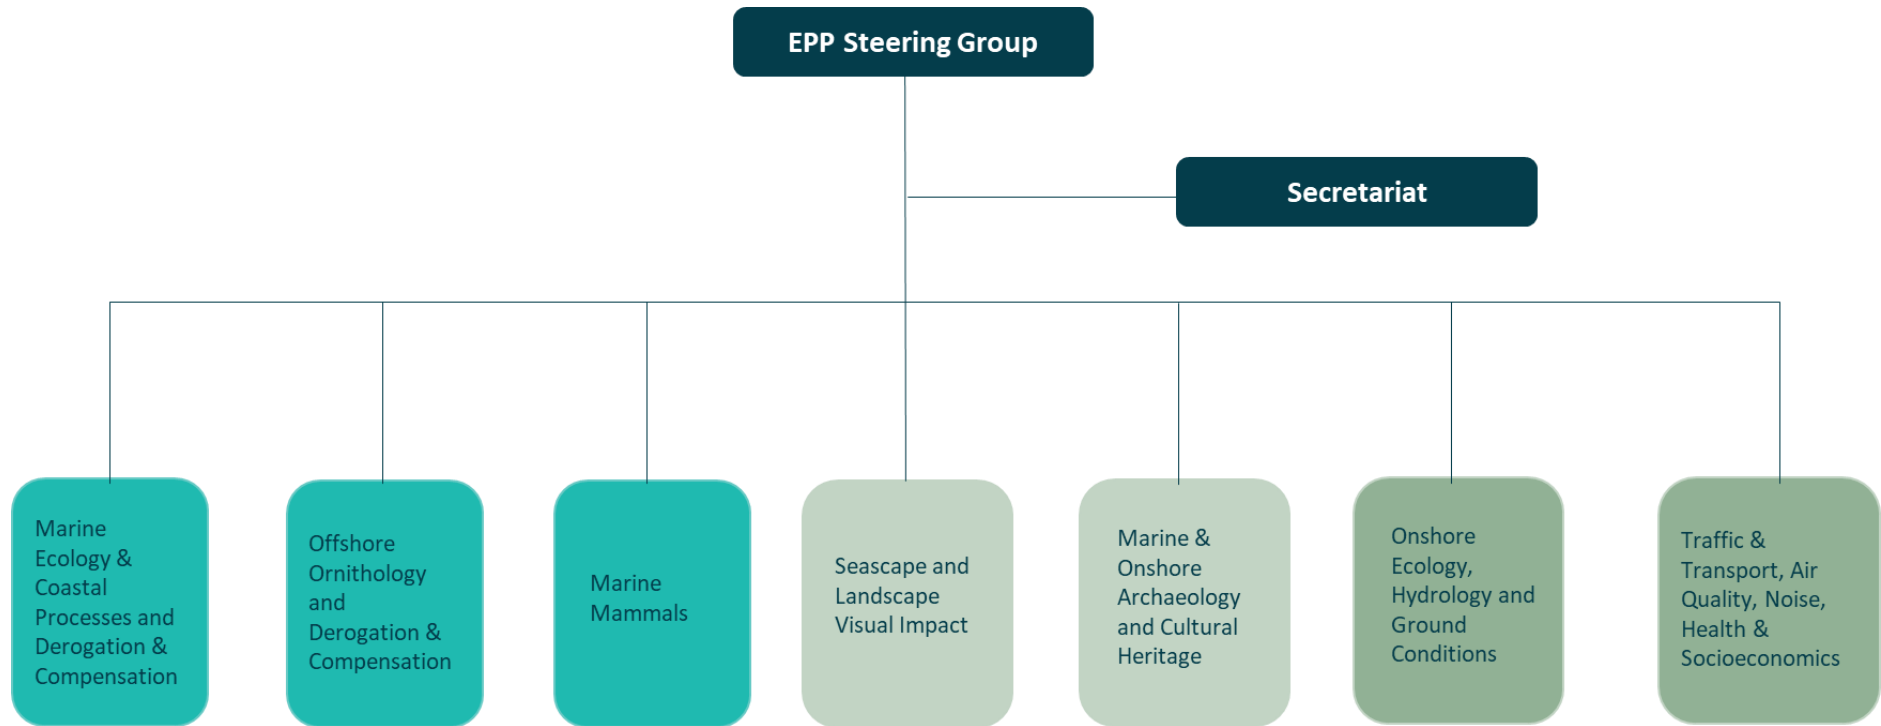 EPP Steering Group
Secretariat
Marine
Ecology &
Coastal
Processes and
Derogation &
Compensation
Offshore
Ornithology
and
Derogation &
Compensation
Marine
Mammals
Seascape and
Landscape
Visual Impact
Marine &
Onshore
Archaeology
and Cultural
Heritage
Onshore
Ecology,
Hydrology and
Ground
Conditions
Traffic &
Transport, Air
Quality, Noise,
Health &
Socioeconomics